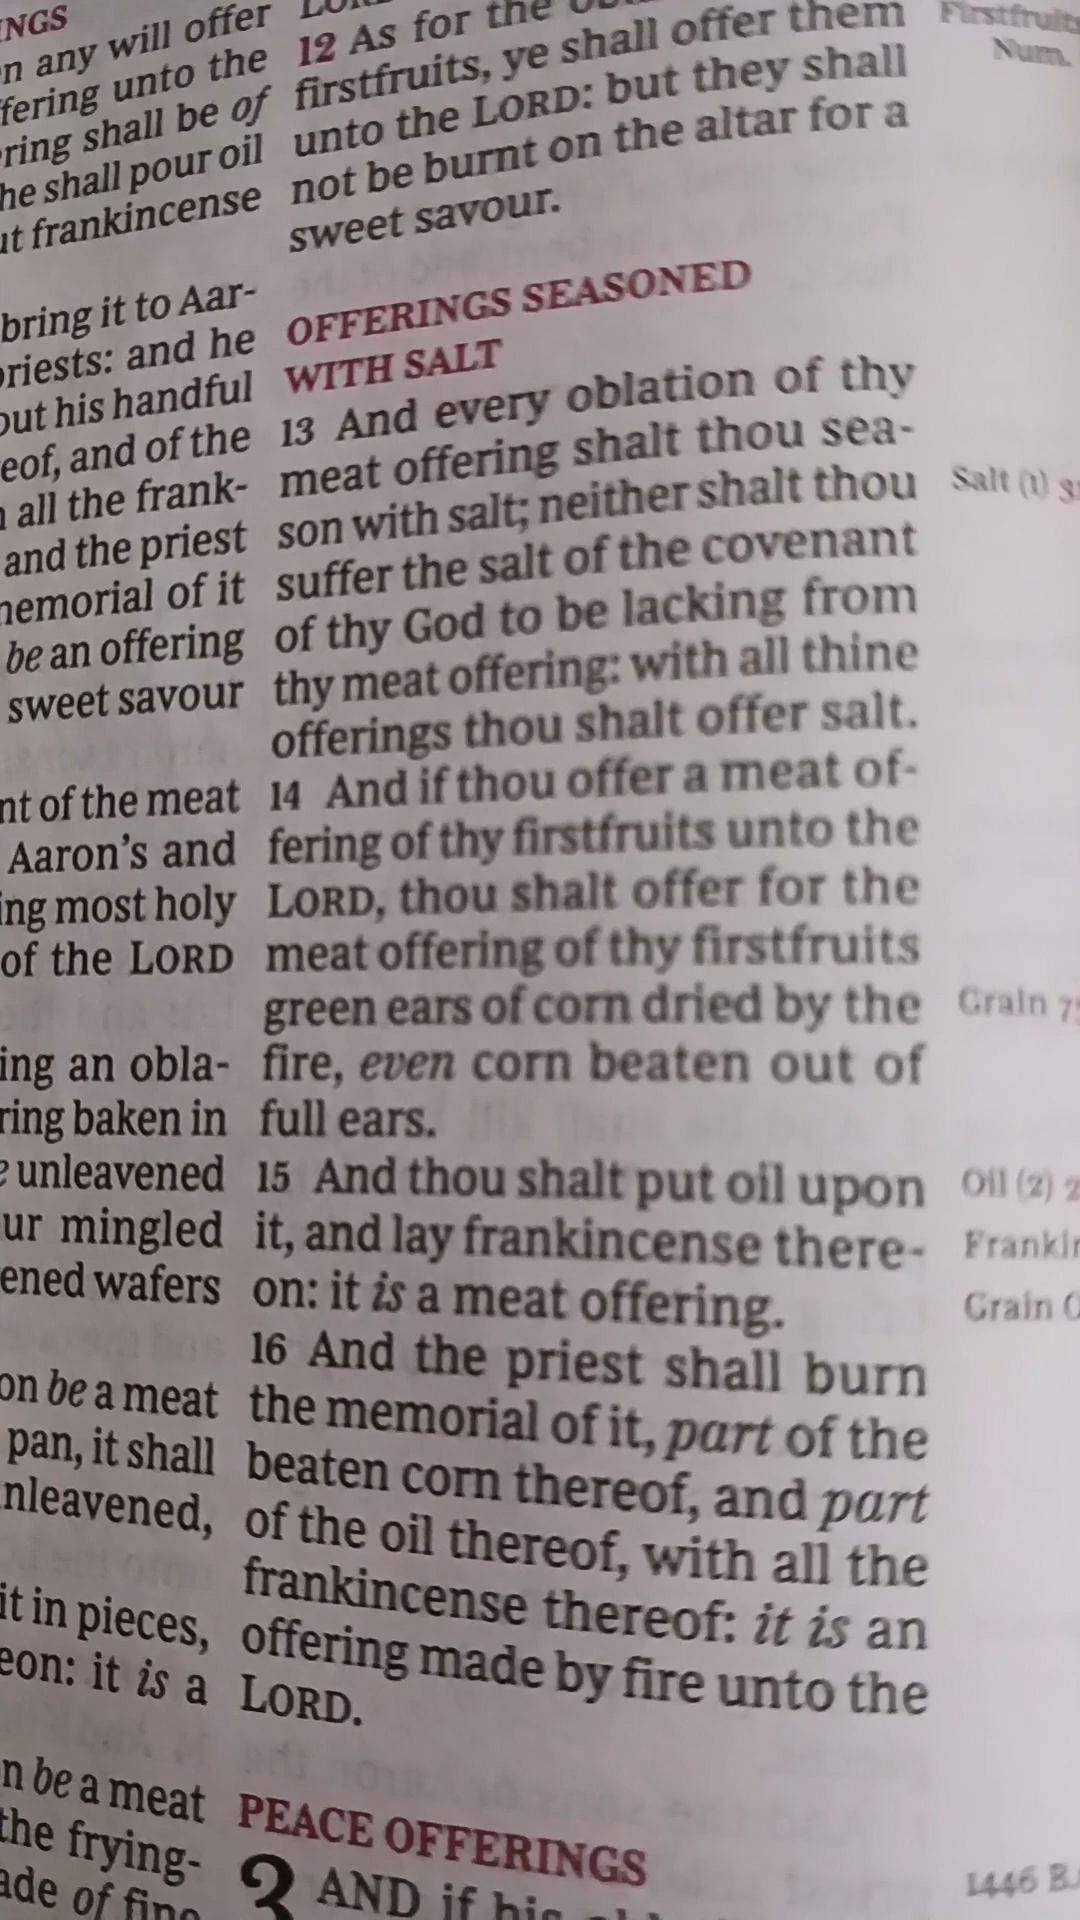 INGS
n any will offer
fering unto the
ring shall be of
he shall pour oil
ut frankincense
bring it to Aar-
priests: and he
out his handful
eof, and of the
all the frank-
and the priest
nemorial of it
be an offering
sweet savour
nt of the meat
Aaron's and
ing most holy
of the LORD
ing an obla-
ring baken in
e unleavened
ur mingled
ened wafers
on be a meat
pan, it shall
nleavened,
it in pieces,
eon: it is a
n be a meat
the frying-
ade of fine
12 As for the
firstfruits, ye shall offer them
unto the LORD: but they shall
not be burnt on the altar for a
sweet savour.
OFFERINGS SEASONED
WITH SALT
13 And every oblation of thy
meat offering shalt thou sea-
son with salt; neither shalt thou
suffer the salt of the covenant
of thy God to be lacking from
thy meat offering: with all thine
offerings thou shalt offer salt.
14 And if thou offer a meat of-
fering of thy firstfruits unto the
LORD, thou shalt offer for the
meat offering of thy firstfruits
green ears of corn dried by the
fire, even corn beaten out of
full ears.
15 And thou shalt put oil upon
it, and lay frankincense there-
on: it is a meat offering.
16 And the priest shall burn
the memorial of it, part of the
beaten corn thereof, and part
of the oil thereof, with all the
frankincense thereof: it is an
offering made by fire unto the
LORD.
PEACE OFFERINGS
3 AND if his
Firstfruits
Num.
Salt (1)
Grain
Oil (2)
Frankin
Grain
1446 B.